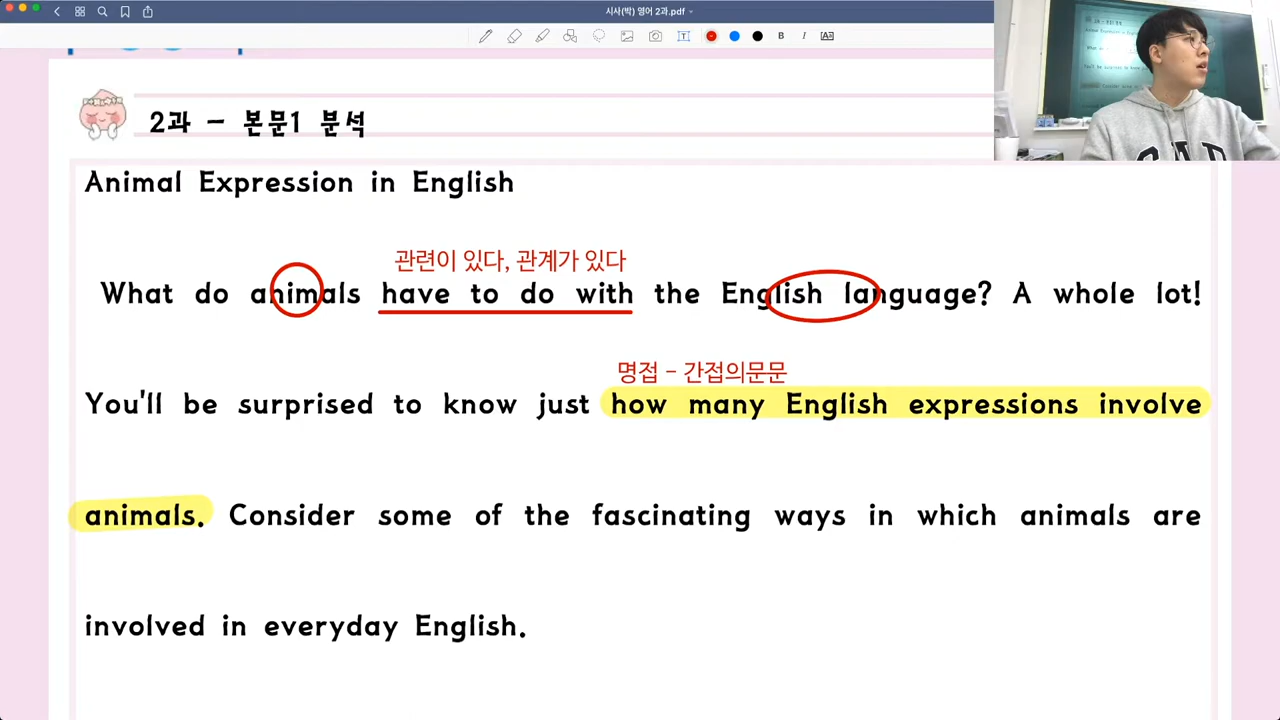 시사(박) 영어 2과.pdf
2과 - 본문1 분석
Animal Expression in English
관련이 있다, 관계가 있다
What do animals have to do with the English language? A whole lot!
명접 - 간접의문문
You'll be surprised to know just how many English expressions involve
animals. Consider some of the fascinating ways in which animals are
involved in everyday English.